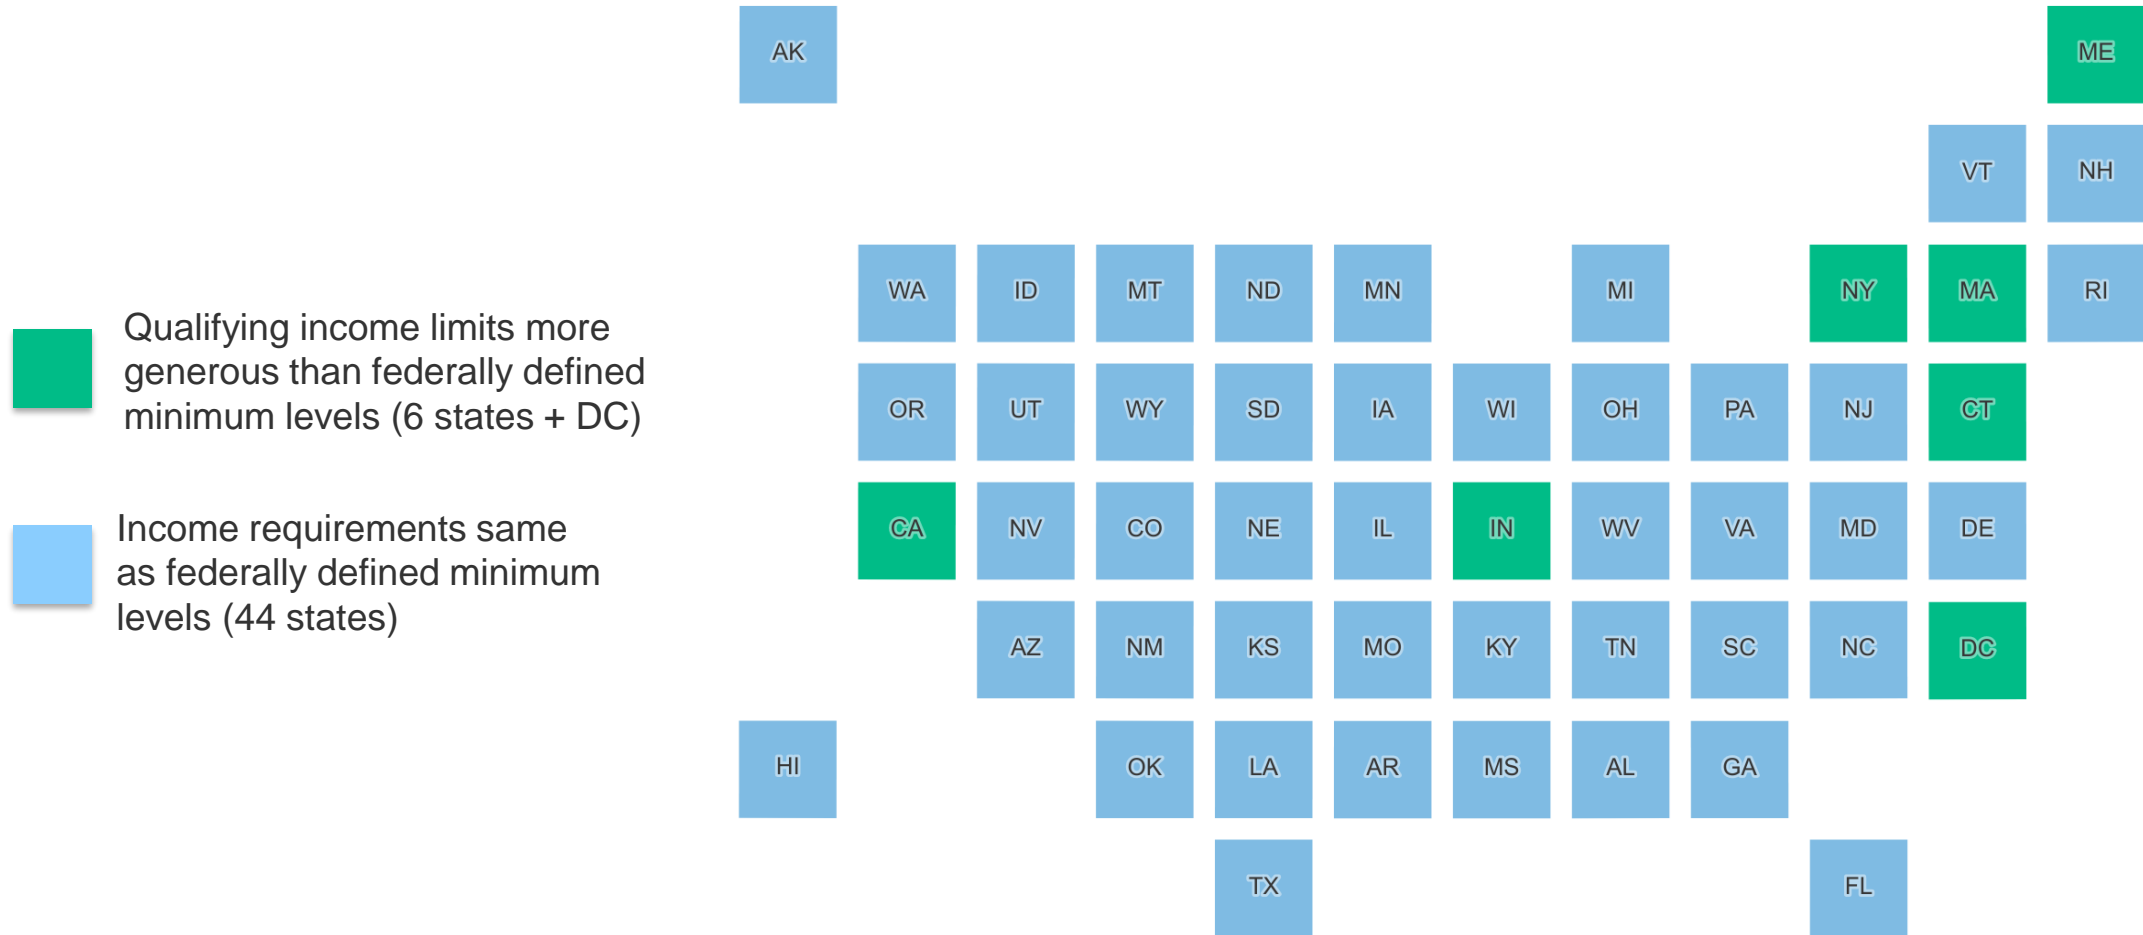 AK
ME
VT
NH
WA
ID
MT
ND
MN
MI
NY
MA
RI
Qualifying income limits more
generous than federally defined
minimum levels (6 states + DC)
OR
UT
WY
SD
IA
WI
OH
PA
NJ
CT
Income requirements same
as federally defined minimum
levels (44 states)
CA
NV
CO
NE
IL
IN
WV
VA
MD
DE
AZ
NM
KS
MO
KY
TN
SC
NC
DC
HI
OK
LA
AR
MS
AL
GA
TX
FL